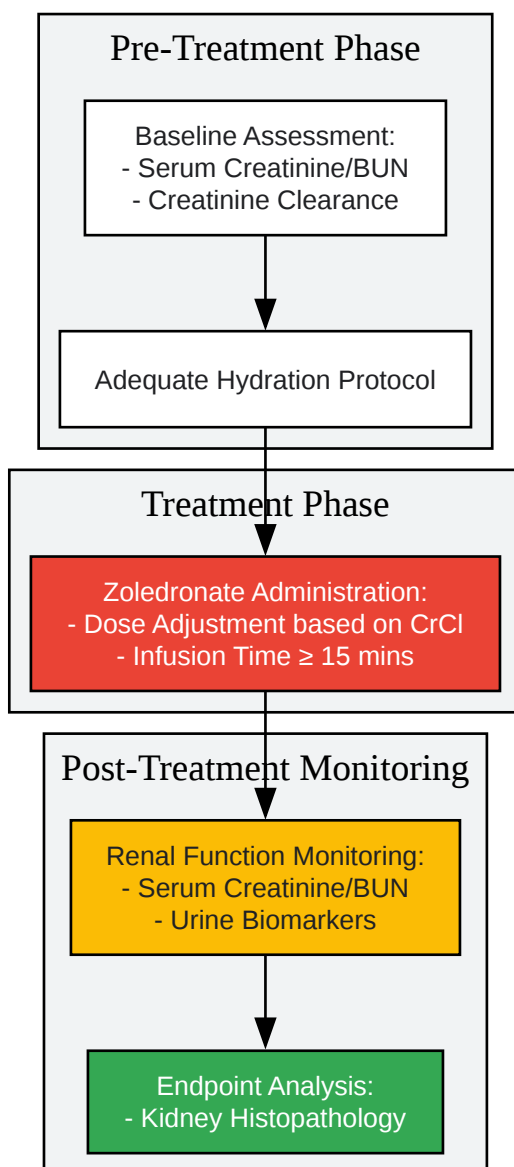 Pre-Treatment Phase
Baseline Assessment:
- Serum Creatinine/BUN
- Creatinine Clearance
Adequate Hydration Protocol
Treatment Phase
Zoledronate Administration:
- Dose Adjustment based on CrCl
- Infusion Time ≥ 15 mins
Post-Treatment Monitoring
Renal Function Monitoring:
- Serum Creatinine/BUN
- Urine Biomarkers
Endpoint Analysis:
- Kidney Histopathology